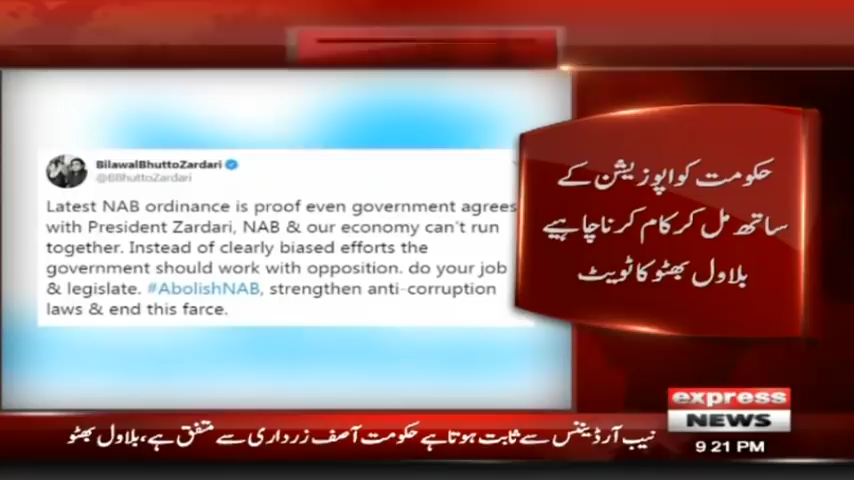 BilawalBhuttoZardari
@BBhuttoZardari
Latest NAB ordinance is proof even government agrees
with President Zardari, NAB & our economy can't run
together. Instead of clearly biased efforts the
government should work with opposition. do your job
& legislate. #AbolishNAB, strengthen anti-corruption
laws & end this farce.
حکومت کو اپوزیشن کے
ساتھ مل کر کام کرنا چاہیے
بلاول بھٹو کا ٹویٹ
express
NEWS
9:21 PM
نیب آرڈیننس سے ثابت ہوتا ہے حکومت آصف زرداری سے متفق ہے، بلاول بھٹو